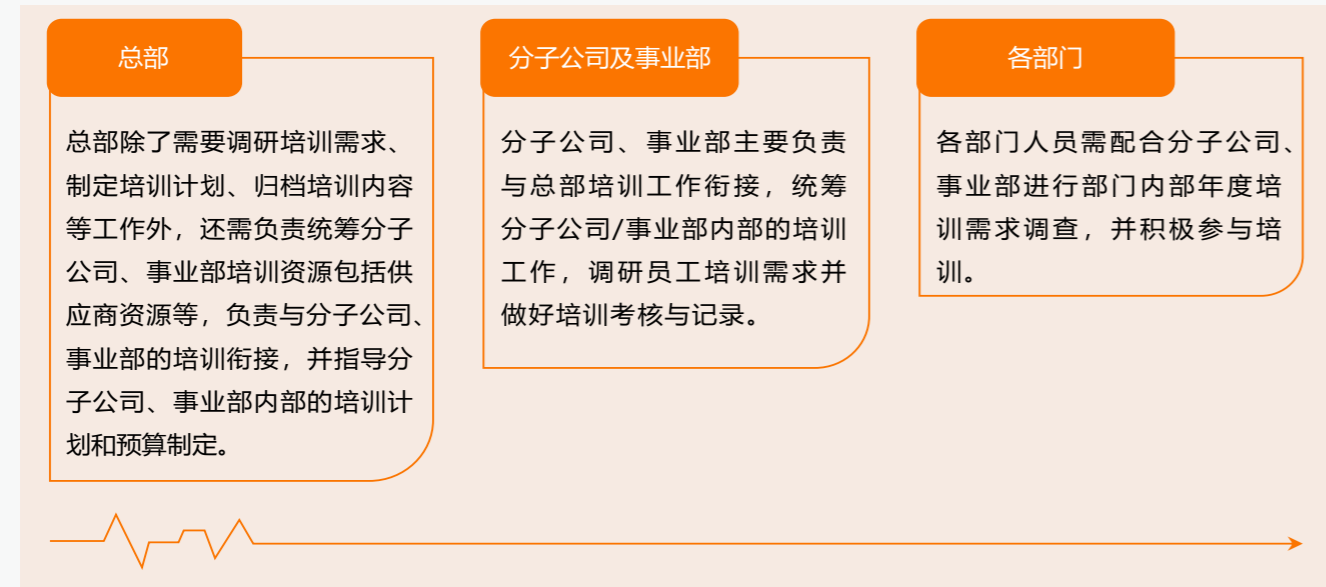 总部
总部除了需要调研培训需求、
制定培训计划、归档培训内容
等工作外，还需负责统筹分子
公司、事业部培训资源包括供
应商资源等，负责与分子公司、
事业部的培训衔接，并指导分
子公司、事业部内部的培训计
划和预算制定。
分子公司及事业部
分子公司、事业部主要负责
与总部培训工作衔接，统筹
分子公司/事业部内部的培训
工作，调研员工培训需求并
做好培训考核与记录。
各部门
各部门人员需配合分子公司、
事业部进行部门内部年度培
训需求调查，并积极参与培
训。